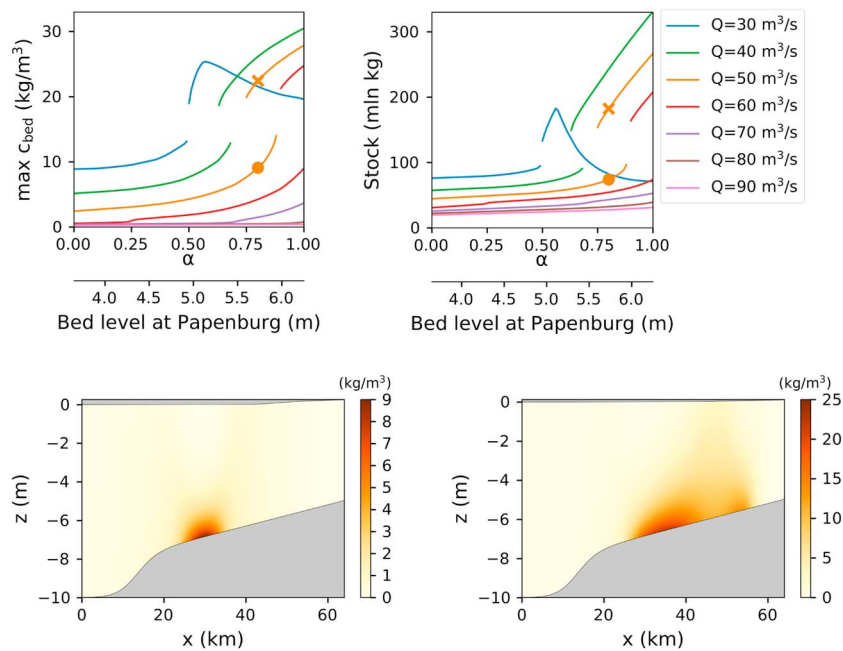 max c_bed (kg/m³)
30
20
10
0
0.00 0.25 0.50 0.75 1.00
α
4.0 4.5 5.0 5.5 6.0
Bed level at Papenburg (m)
Stock (mln kg)
300
200
100
0
0.00 0.25 0.50 0.75 1.00
α
4.0 4.5 5.0 5.5 6.0
Bed level at Papenburg (m)
Q=30 m³/s
Q=40 m³/s
Q=50 m³/s
Q=60 m³/s
Q=70 m³/s
Q=80 m³/s
Q=90 m³/s
z (m)
0
−2
−4
−6
−8
−10
0 20 40 60
x (km)
(kg/m³)
9
8
7
6
5
4
3
2
1
0
z (m)
0
−2
−4
−6
−8
−10
0 20 40 60
x (km)
(kg/m³)
25
20
15
10
5
0